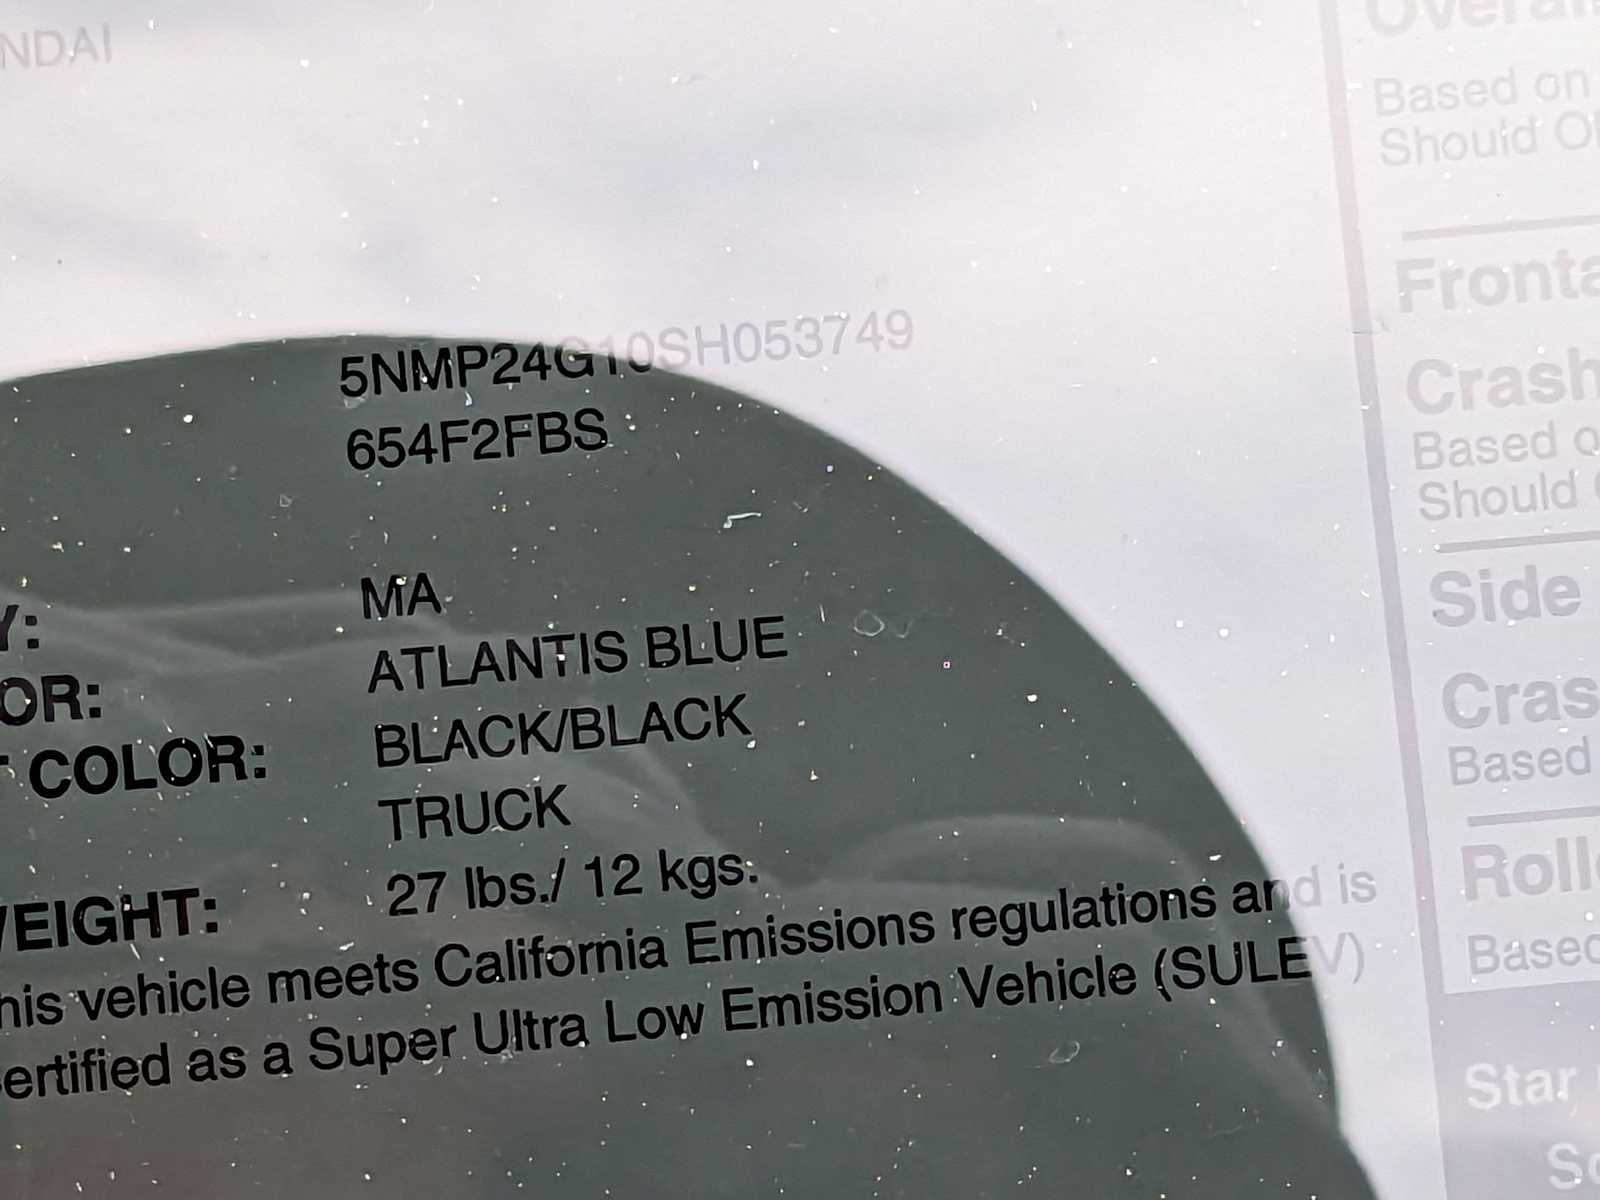 NDAI
5NMP24G10SH053749
654F2FBS
Y: MA
OR: ATLANTIS BLUE
COLOR: BLACK/BLACK
TRUCK
WEIGHT: 27 lbs./ 12 kgs.
his vehicle meets California Emissions regulations and is
ertified as a Super Ultra Low Emission Vehicle (SULEV)
Overall
Based on
Should O
Fronta
Crash
Based o
Should
Side
Cras
Based
Roll
Based
Star